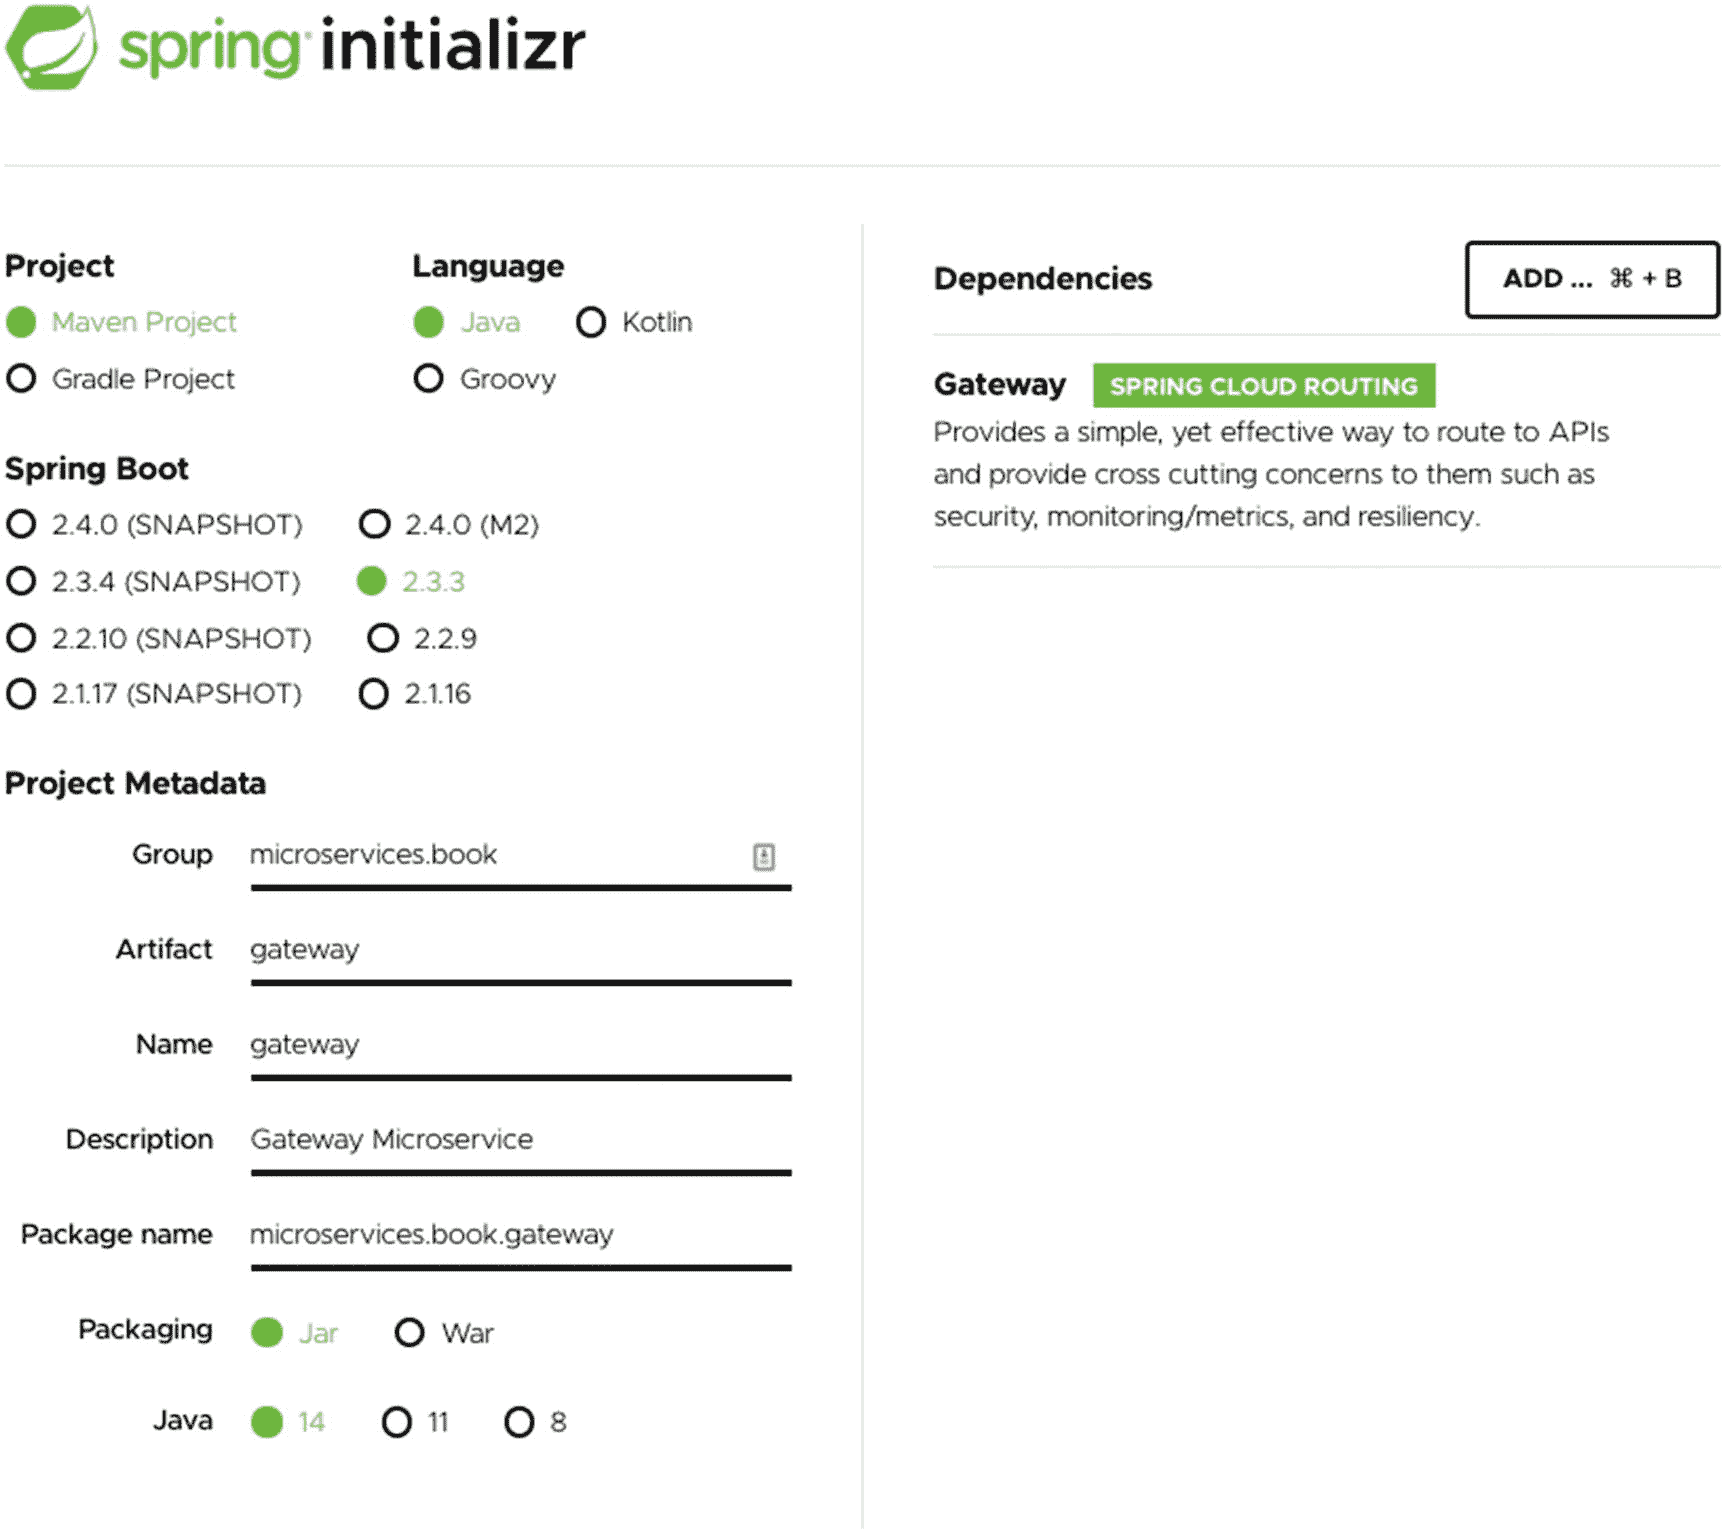 spring initializr
Project
Maven Project
Gradle Project
Language
Java Kotlin
Groovy
Spring Boot
2.4.0 (SNAPSHOT) 2.4.0 (M2)
2.3.4 (SNAPSHOT) 2.3.3
2.2.10 (SNAPSHOT) 2.2.9
2.1.17 (SNAPSHOT) 2.1.16
Project Metadata
Group microservices.book
Artifact gateway
Name gateway
Description Gateway Microservice
Package name microservices.book.gateway
Packaging Jar War
Java 14 11 8
Dependencies
ADD ... ⌘ + B
Gateway SPRING CLOUD ROUTING
Provides a simple, yet effective way to route to APIs
and provide cross cutting concerns to them such as
security, monitoring/metrics, and resiliency.